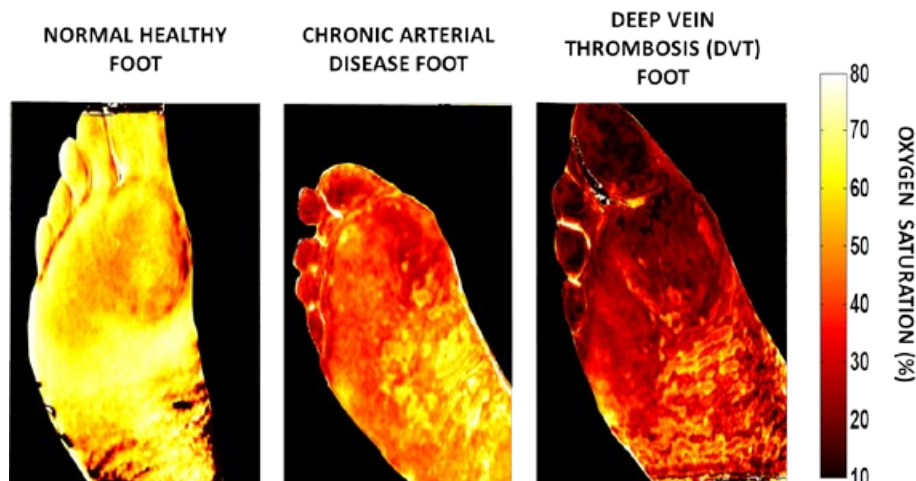 NORMAL HEALTHY
FOOT
CHRONIC ARTERIAL
DISEASE FOOT
DEEP VEIN
THROMBOSIS (DVT)
FOOT
80
70
60
50
40
30
20
10
OXYGEN SATURATION (%)